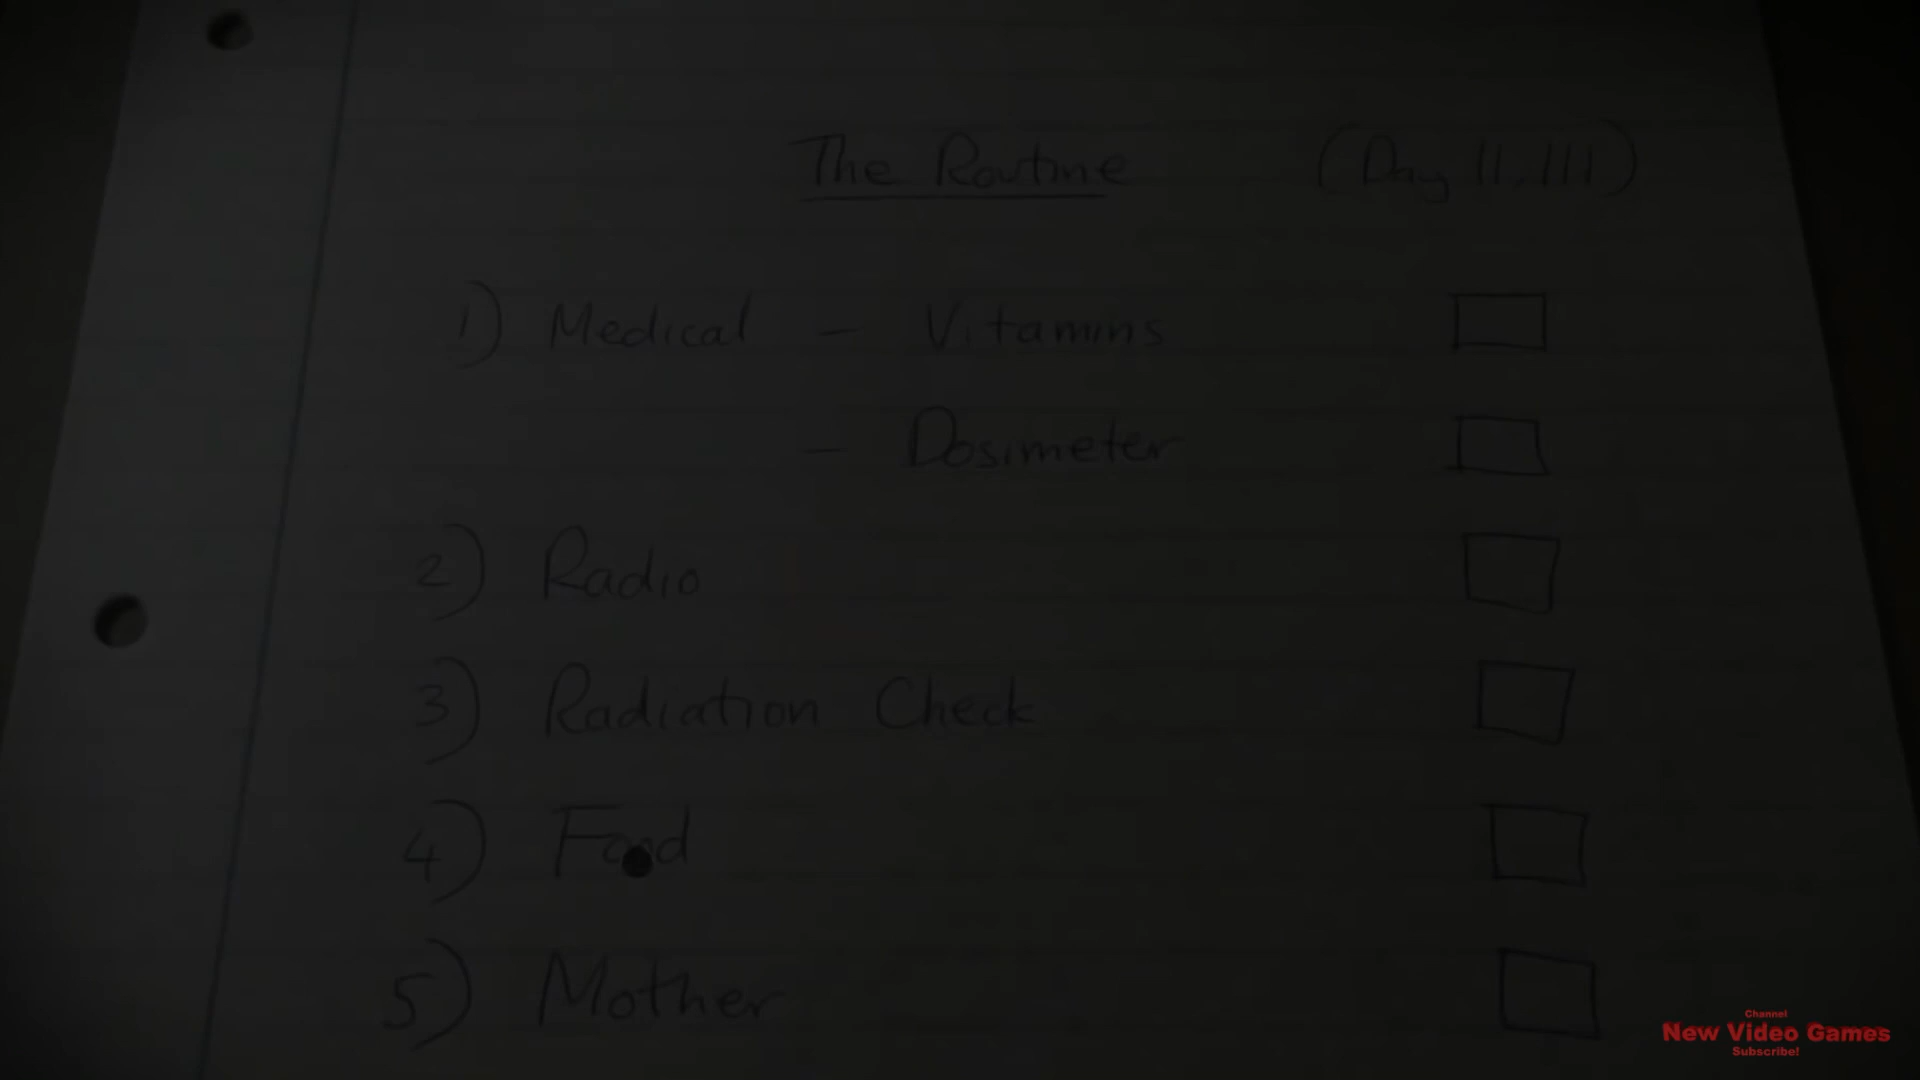 The Routine (Day 11,111)
1) Medical - Vitamins
- Dosimeter
2) Radio
3) Radiation Check
4) Food
5) Mother
Channel
New Video Games
Subscribe!